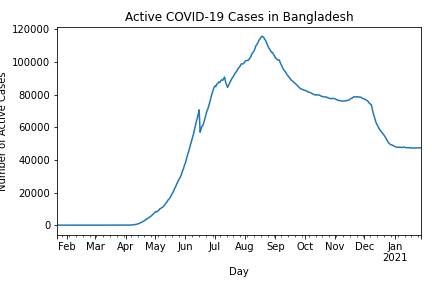 Active COVID-19 Cases in Bangladesh
120000
100000
80000
60000
40000
20000
0
Number of Active Cases
Feb Mar Apr May Jun Jul Aug Sep Oct Nov Dec Jan
2021
Day